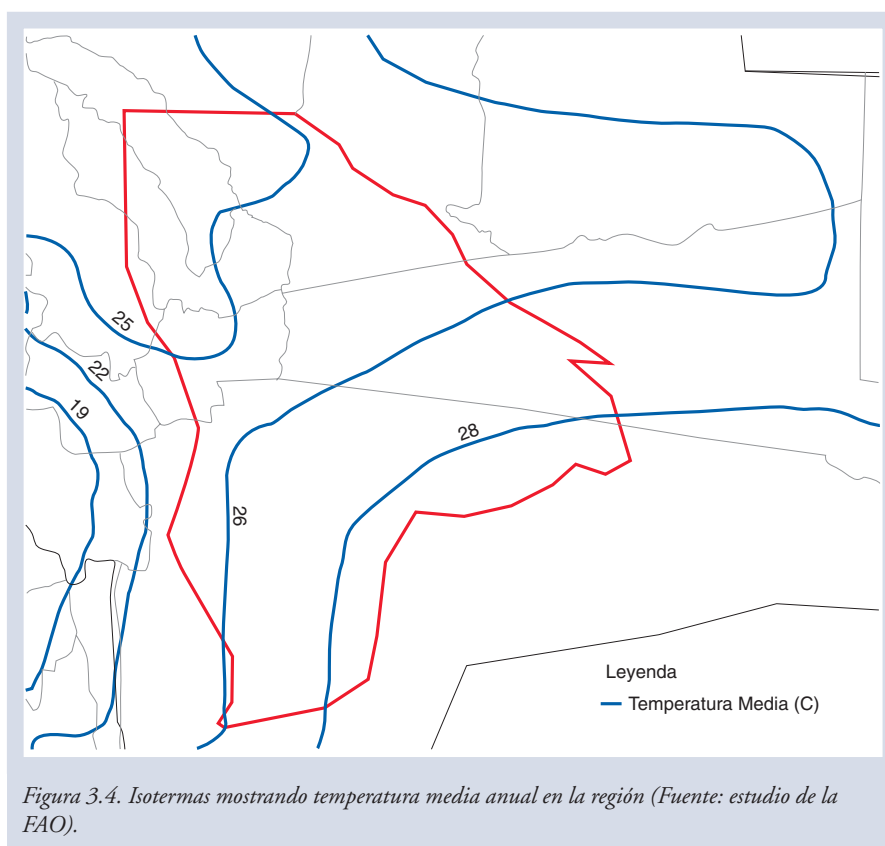 25
22
19
28
26
Leyenda
Temperatura Media (C)
Figura 3.4. Isotermas mostrando temperatura media anual en la región (Fuente: estudio de la
FAO).